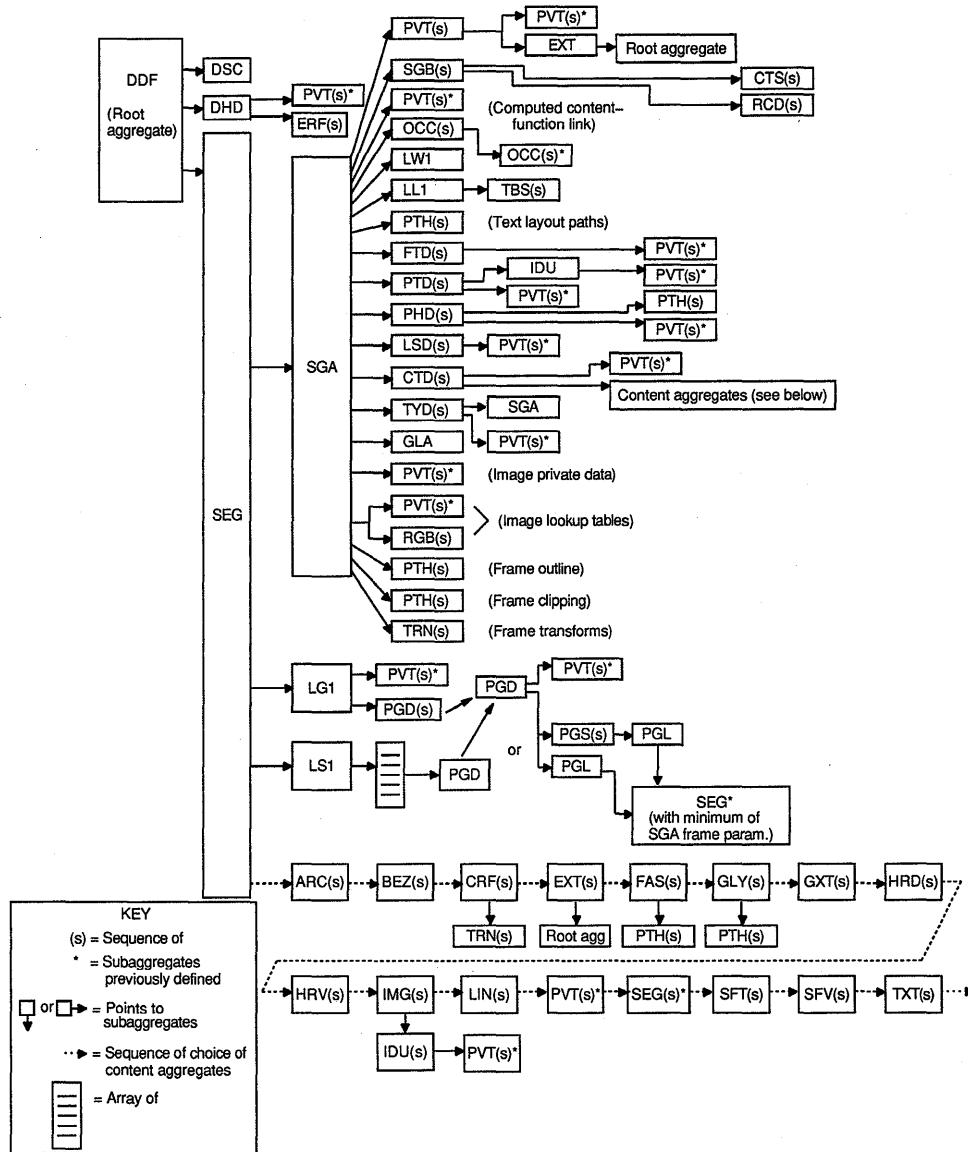 DDF
(Root
aggregate)
DSC
DHD
PVT(s)*
ERF(s)
SEG
SGA
PVT(s)
PVT(s)*
EXT
Root aggregate
SGB(s)
CTS(s)
RCD(s)
PVT(s)*
(Computed content–
function link)
OCC(s)
OCC(s)*
LW1
LL1
TBS(s)
PTH(s)
(Text layout paths)
FTD(s)
PVT(s)*
PTD(s)
IDU
PVT(s)*
PVT(s)*
PHD(s)
PTH(s)
PVT(s)*
LSD(s)
PVT(s)*
CTD(s)
PVT(s)*
Content aggregates (see below)
TYD(s)
SGA
PVT(s)*
GLA
PVT(s)*
(Image private data)
PVT(s)*
RGB(s)
(Image lookup tables)
PTH(s)
(Frame outline)
PTH(s)
(Frame clipping)
TRN(s)
(Frame transforms)
LG1
PVT(s)*
PGD(s)
PGD
PVT(s)*
or
PGS(s)
PGL
PGL
LS1
PGD
SEG*
(with minimum of
SGA frame param.)
ARC(s)
BEZ(s)
CRF(s)
EXT(s)
FAS(s)
GLY(s)
GXT(s)
HRD(s)
TRN(s)
Root agg
PTH(s)
PTH(s)
HRV(s)
IMG(s)
LIN(s)
PVT(s)*
SEG(s)*
SFT(s)
SFV(s)
TXT(s)
IDU(s)
PVT(s)*
KEY
(s) = Sequence of
* = Subaggregates
previously defined
or = Points to
subaggregates
= Sequence of choice of
content aggregates
= Array of